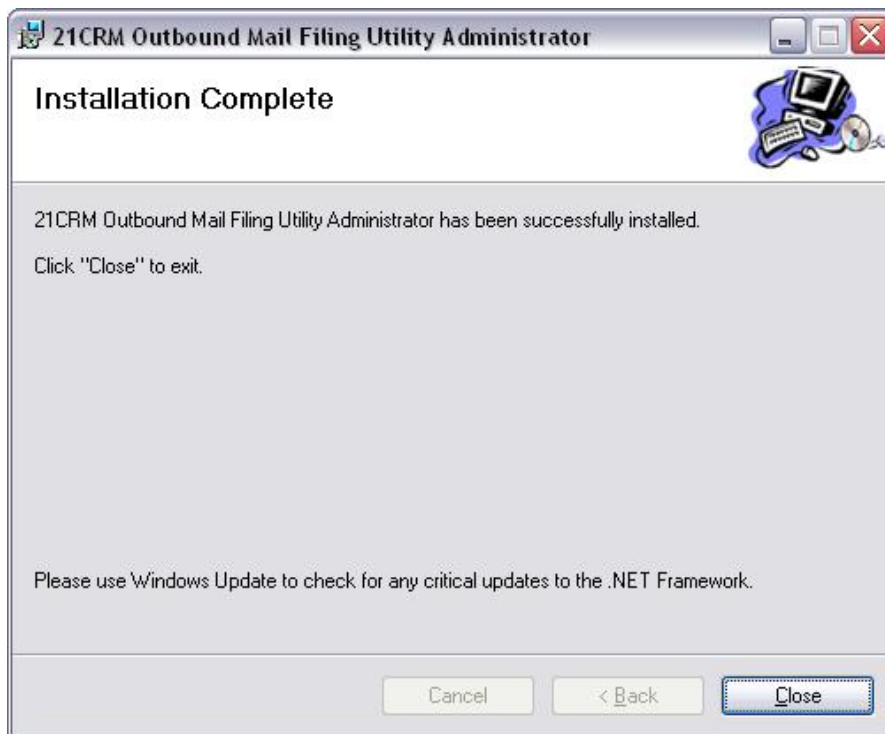 21CRM Outbound Mail Filing Utility Administrator
Installation Complete
21CRM Outbound Mail Filing Utility Administrator has been successfully installed.
Click "Close" to exit.
Please use Windows Update to check for any critical updates to the .NET Framework.
Cancel
< Back
Close